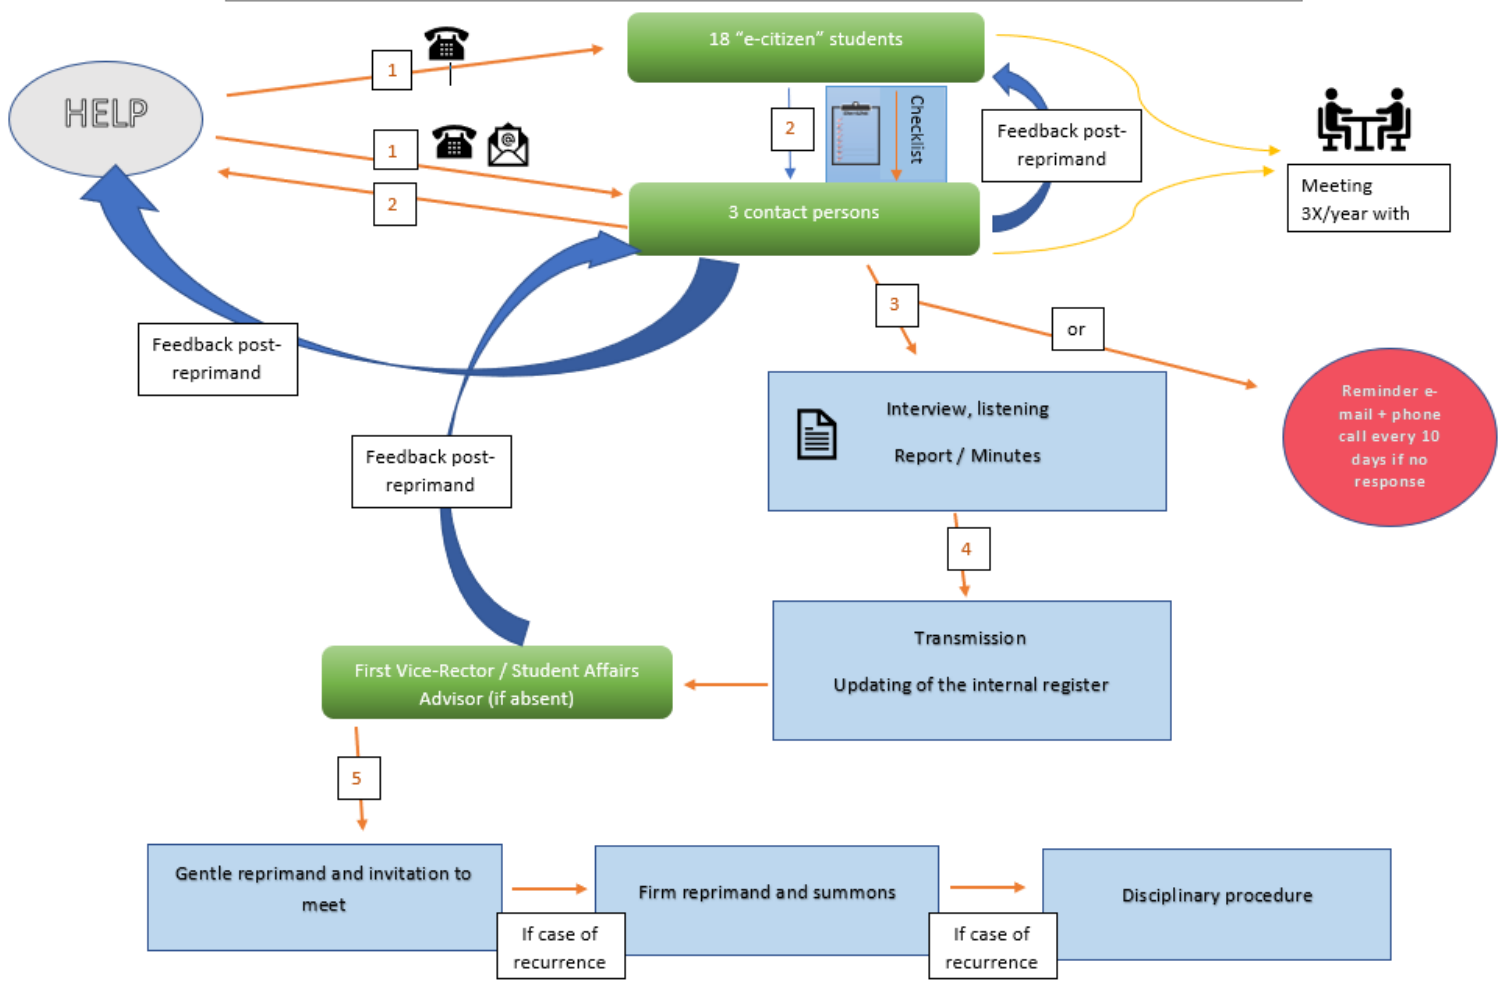 18 “e-citizen” students
HELP
1
2
Checklist
Feedback post-
reprimand
1
2
3 contact persons
Meeting
3X/year with
3
or
Feedback post-
reprimand
Reminder e-
mail + phone
call every 10
days if no
response
Interview, listening
Report / Minutes
Feedback post-
reprimand
4
Transmission
Updating of the internal register
First Vice-Rector / Student Affairs
Advisor (if absent)
5
Gentle reprimand and invitation to
meet
If case of
recurrence
Firm reprimand and summons
If case of
recurrence
Disciplinary procedure